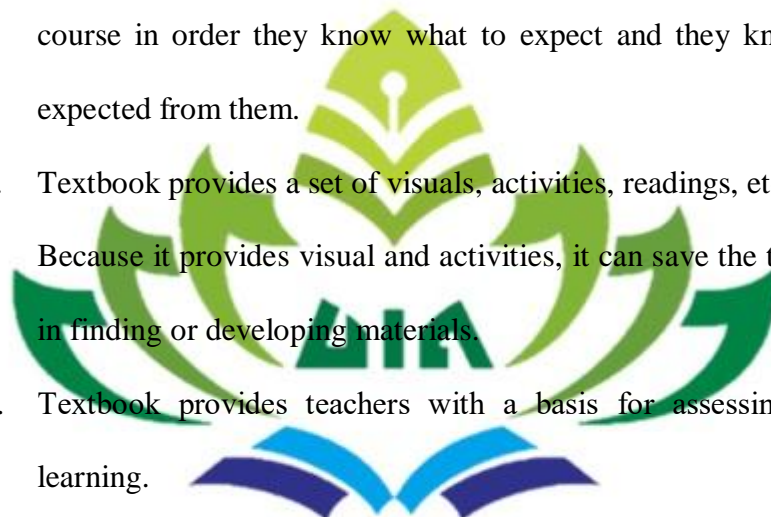 course in order they know what to expect and they kn
expected from them.
. Textbook provides a set of visuals, activities, readings, et
Because it provides visual and activities, it can save the t
in finding or developing materials.
. Textbook provides teachers with a basis for assessin
learning.